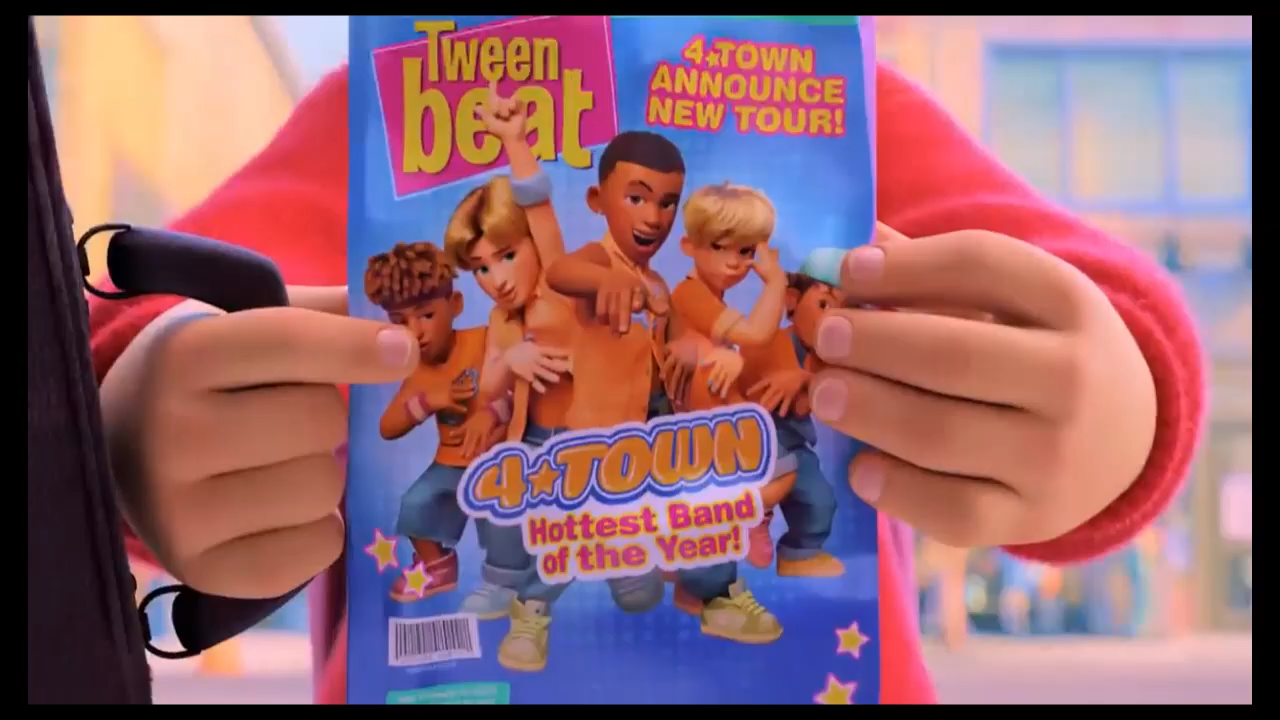 Tween
beat
4★TOWN
ANNOUNCE
NEW TOUR!
4★TOWN
Hottest Band
of the Year!